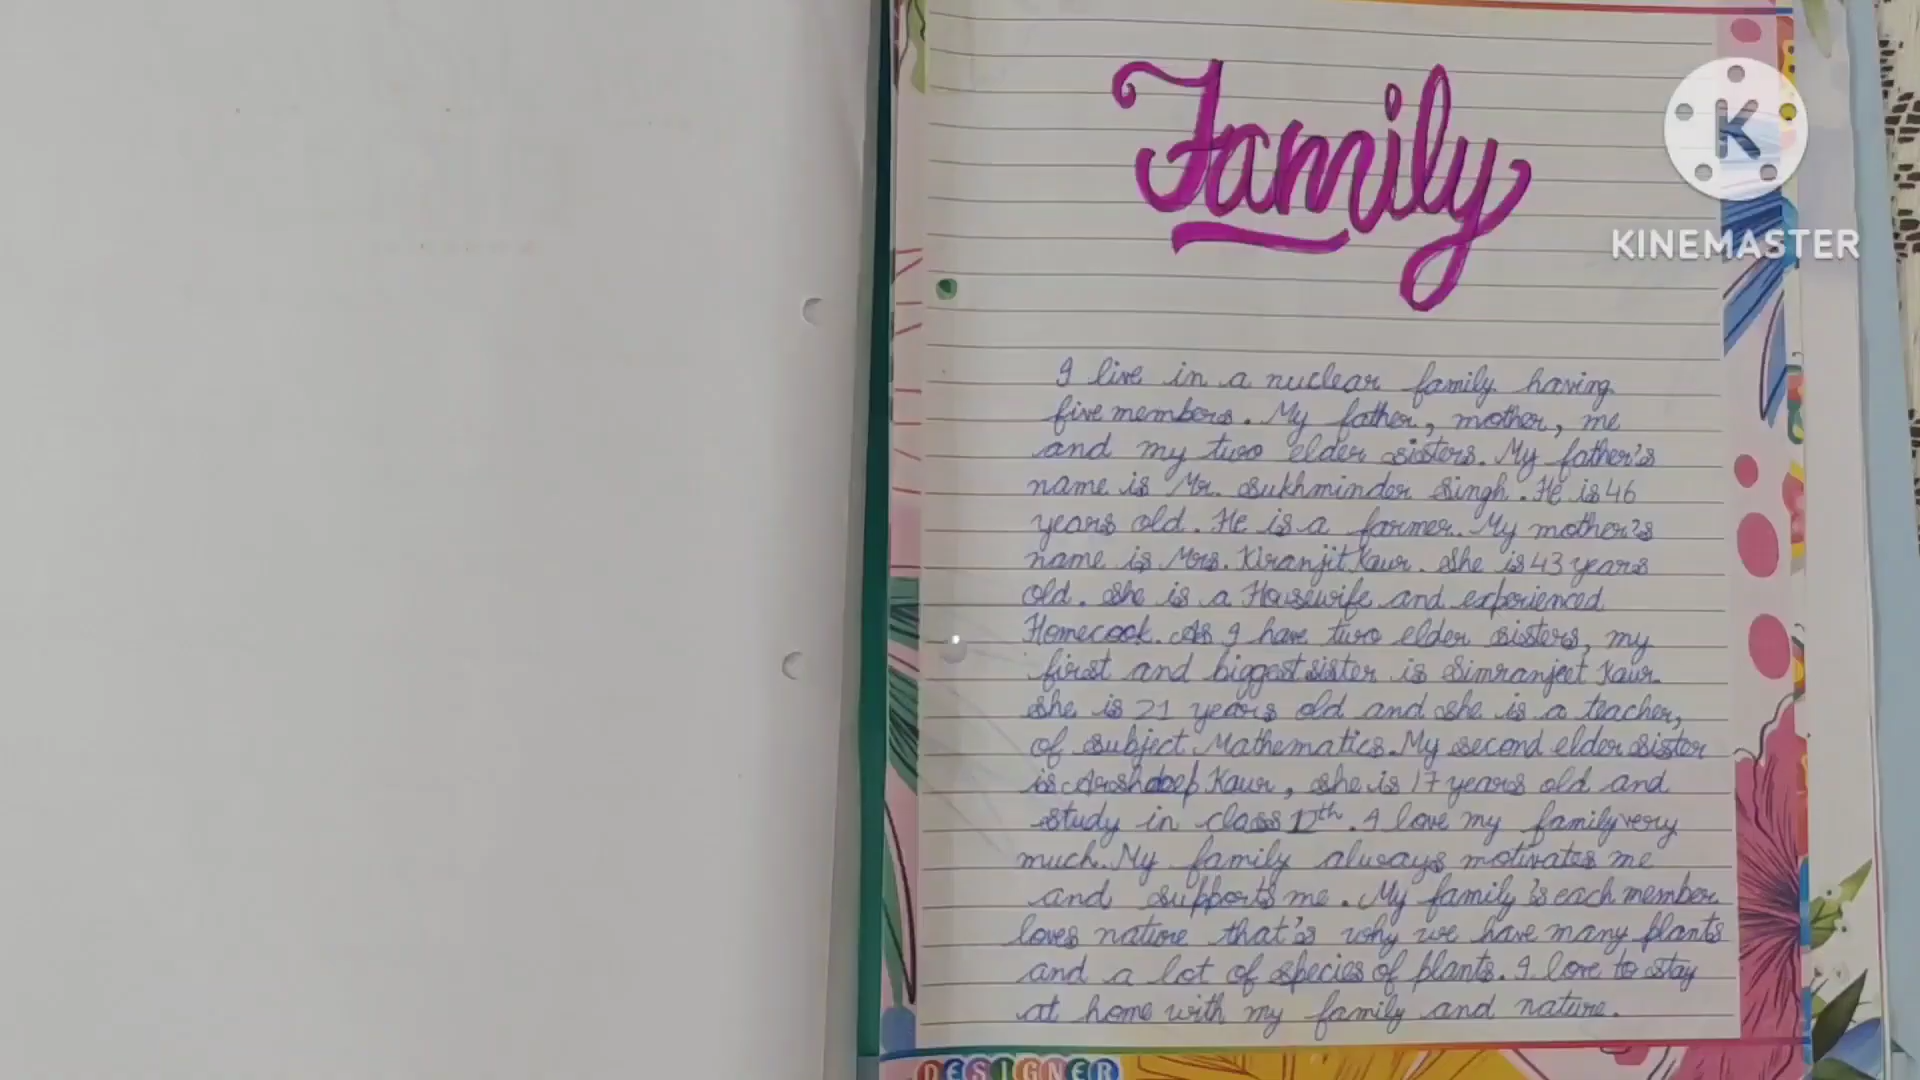 Family
KINEMASTER
I live in a nuclear family having
five members. My father, mother, me
and my two elder sisters. My father's
name is Mr. Sukhminder Singh. He is 46
years old. He is a farmer. My mother's
name is Mrs. Kiranjit Kaur. She is 43 years
old. She is a Housewife and experienced
Homecook. As I have two elder sisters, my
first and biggest sister is Simranjeet Kaur.
She is 21 years old and she is a teacher,
of subject Mathematics. My second elder sister
is Arshdeep Kaur, she is 17 years old and
study in class 12th. I love my family very
much. My family always motivates me
and supports me. My family's each member
loves nature that's why we have many plants
and a lot of species of plants. I love to stay
at home with my family and nature.
DESIGNER